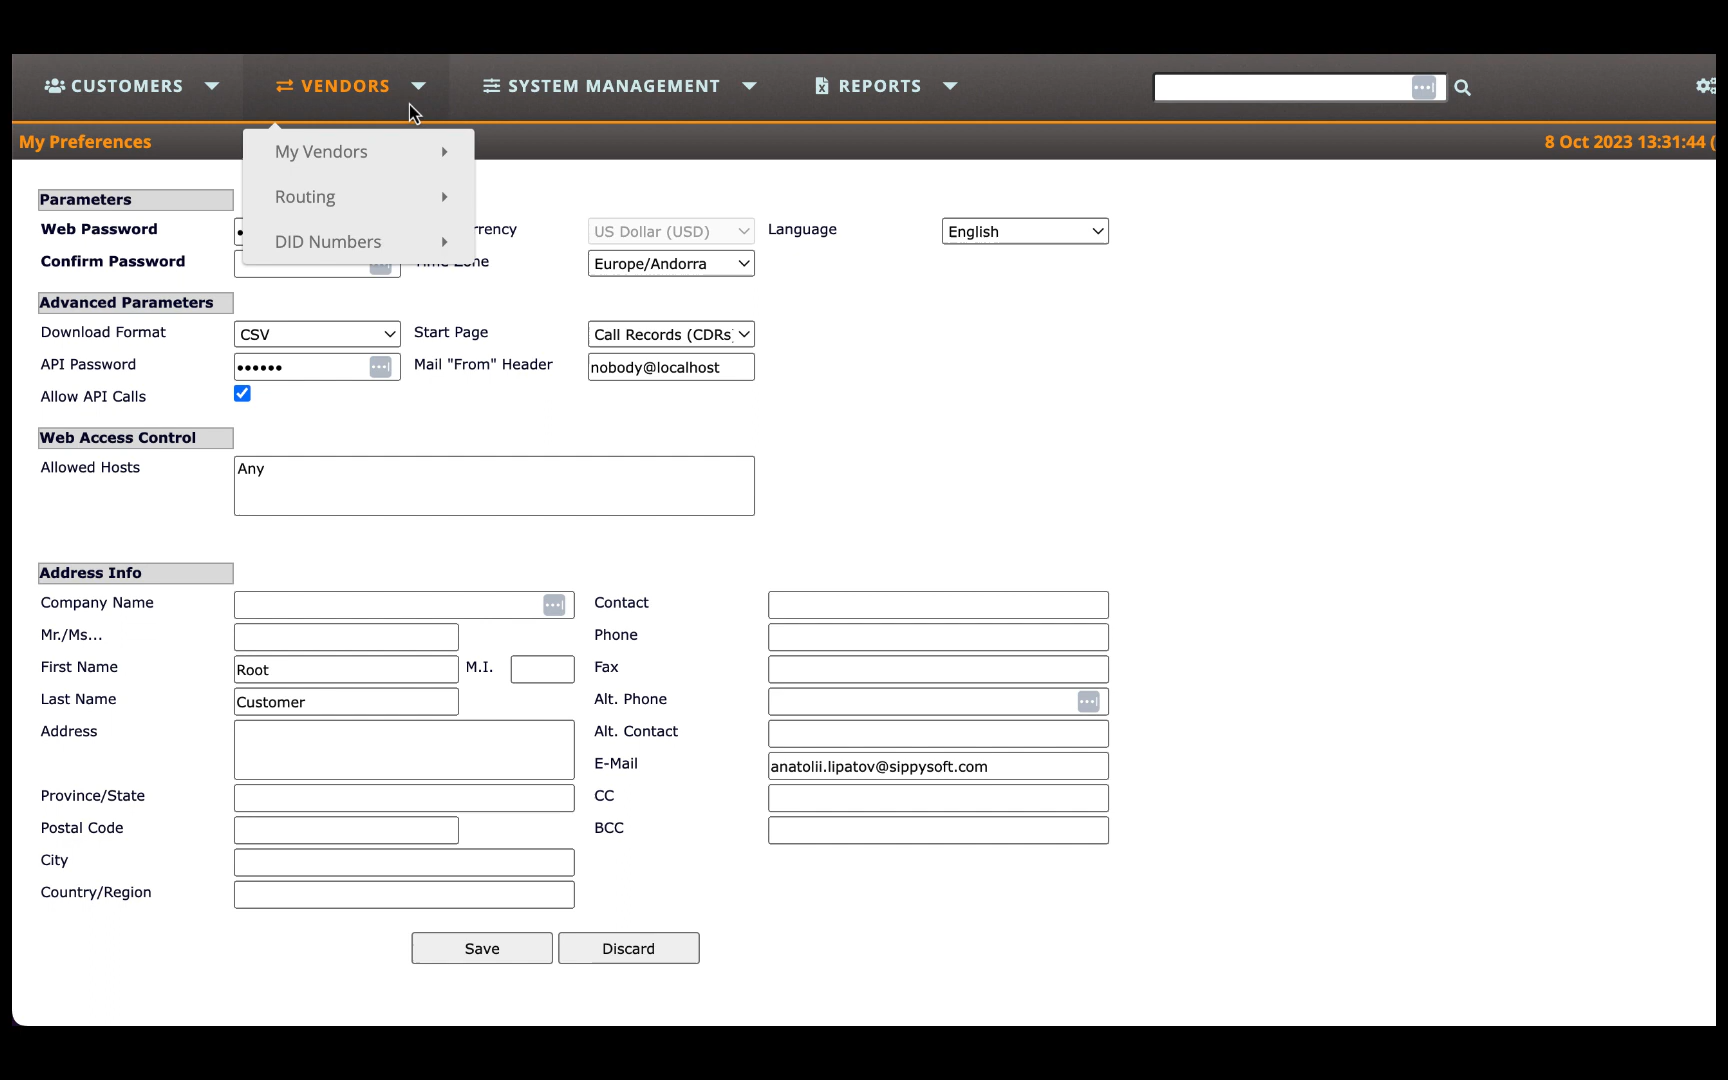 CUSTOMERS VENDORS SYSTEM MANAGEMENT REPORTS
My Preferences 8 Oct 2023 13:31:44 (
My Vendors
Routing
DID Numbers
Parameters
Web Password rrency US Dollar (USD) Language English
Confirm Password Time Zone Europe/Andorra
Advanced Parameters
Download Format CSV Start Page Call Records (CDRs
API Password •••••• Mail "From" Header nobody@localhost
Allow API Calls
Web Access Control
Allowed Hosts Any
Address Info
Company Name Contact
Mr./Ms... Phone
First Name Root M.I. Fax
Last Name Customer Alt. Phone
Address Alt. Contact
E-Mail anatolii.lipatov@sippysoft.com
Province/State CC
Postal Code BCC
City
Country/Region
Save Discard